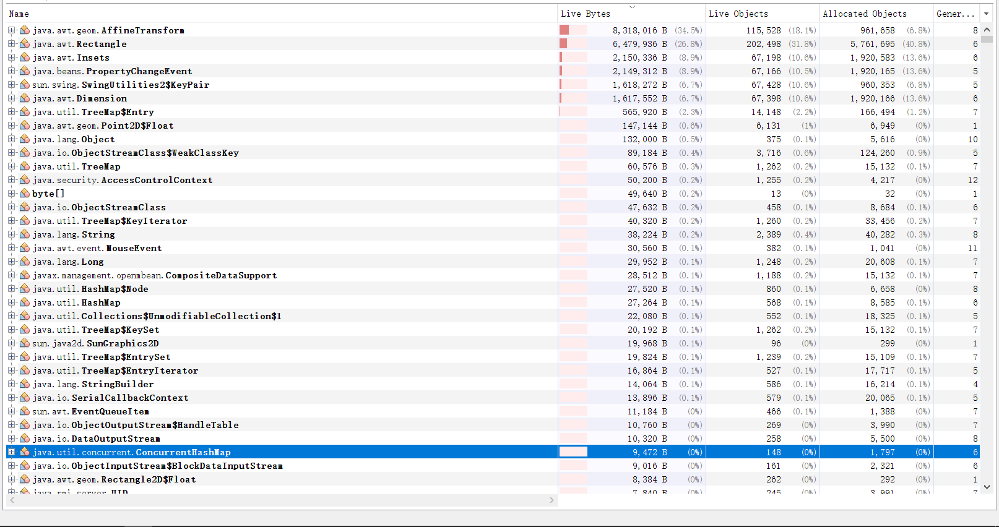 Name Live Bytes Live Objects Allocated Objects Gener...
java.awt.geom.AffineTransform 8,318,016 B (34.5%) 115,528 (18.1%) 961,658 (6.8%) 8
java.awt.Rectangle 6,479,936 B (26.8%) 202,498 (31.8%) 5,761,695 (40.8%) 6
java.awt.Insets 2,150,336 B (8.9%) 67,198 (10.6%) 1,920,583 (13.6%) 6
java.beans.PropertyChangeEvent 2,149,312 B (8.9%) 67,166 (10.5%) 1,920,165 (13.6%) 5
sun.swing.SwingUtilities2$KeyPair 1,618,272 B (6.7%) 67,428 (10.6%) 960,353 (6.8%) 5
java.awt.Dimension 1,617,552 B (6.7%) 67,398 (10.6%) 1,920,166 (13.6%) 6
java.util.TreeMap$Entry 565,920 B (2.3%) 14,148 (2.2%) 166,494 (1.2%) 7
java.awt.geom.Point2D$Float 147,144 B (0.6%) 6,131 (1%) 6,949 (0%) 1
java.lang.Object 132,000 B (0.5%) 375 (0.1%) 5,616 (0%) 10
java.io.ObjectStreamClass$WeakClassKey 89,184 B (0.4%) 3,716 (0.6%) 124,260 (0.9%) 5
java.util.TreeMap 60,576 B (0.3%) 1,262 (0.2%) 15,132 (0.1%) 7
java.security.AccessControlContext 50,200 B (0.2%) 1,255 (0.2%) 4,217 (0%) 12
byte[] 49,640 B (0.2%) 13 (0%) 32 (0%) 1
java.io.ObjectStreamClass 47,632 B (0.2%) 458 (0.1%) 8,684 (0.1%) 6
java.util.TreeMap$KeyIterator 40,320 B (0.2%) 1,260 (0.2%) 33,456 (0.2%) 7
java.lang.String 38,224 B (0.2%) 2,389 (0.4%) 40,282 (0.3%) 8
java.awt.event.MouseEvent 30,560 B (0.1%) 382 (0.1%) 1,041 (0%) 11
java.lang.Long 29,952 B (0.1%) 1,248 (0.2%) 20,608 (0.1%) 7
javax.management.openmbean.CompositeDataSupport 28,512 B (0.1%) 1,188 (0.2%) 15,132 (0.1%) 7
java.util.HashMap$Node 27,520 B (0.1%) 860 (0.1%) 6,658 (0%) 8
java.util.HashMap 27,264 B (0.1%) 568 (0.1%) 8,585 (0.1%) 6
java.util.Collections$UnmodifiableCollection$1 22,080 B (0.1%) 552 (0.1%) 18,325 (0.1%) 5
java.util.TreeMap$KeySet 20,192 B (0.1%) 1,262 (0.2%) 15,132 (0.1%) 7
sun.java2d.SunGraphics2D 19,968 B (0.1%) 96 (0%) 299 (0%) 1
java.util.TreeMap$EntrySet 19,824 B (0.1%) 1,239 (0.2%) 15,109 (0.1%) 7
java.util.TreeMap$EntryIterator 16,864 B (0.1%) 527 (0.1%) 17,717 (0.1%) 5
java.lang.StringBuilder 14,064 B (0.1%) 586 (0.1%) 16,214 (0.1%) 4
java.io.SerialCallbackContext 13,896 B (0.1%) 579 (0.1%) 20,065 (0.1%) 5
sun.awt.EventQueueItem 11,184 B (0%) 466 (0.1%) 1,388 (0%) 7
java.io.ObjectOutputStream$HandleTable 10,760 B (0%) 269 (0%) 3,990 (0%) 7
java.io.DataOutputStream 10,320 B (0%) 258 (0%) 5,500 (0%) 8
java.util.concurrent.ConcurrentHashMap 9,472 B (0%) 148 (0%) 1,797 (0%) 6
java.io.ObjectInputStream$BlockDataInputStream 9,016 B (0%) 161 (0%) 2,321 (0%) 6
java.awt.geom.Rectangle2D$Float 8,384 B (0%) 262 (0%) 292 (0%) 1
java.rmi.server.UID 7,840 B (0%) 245 (0%) 3,991 (0%) 7